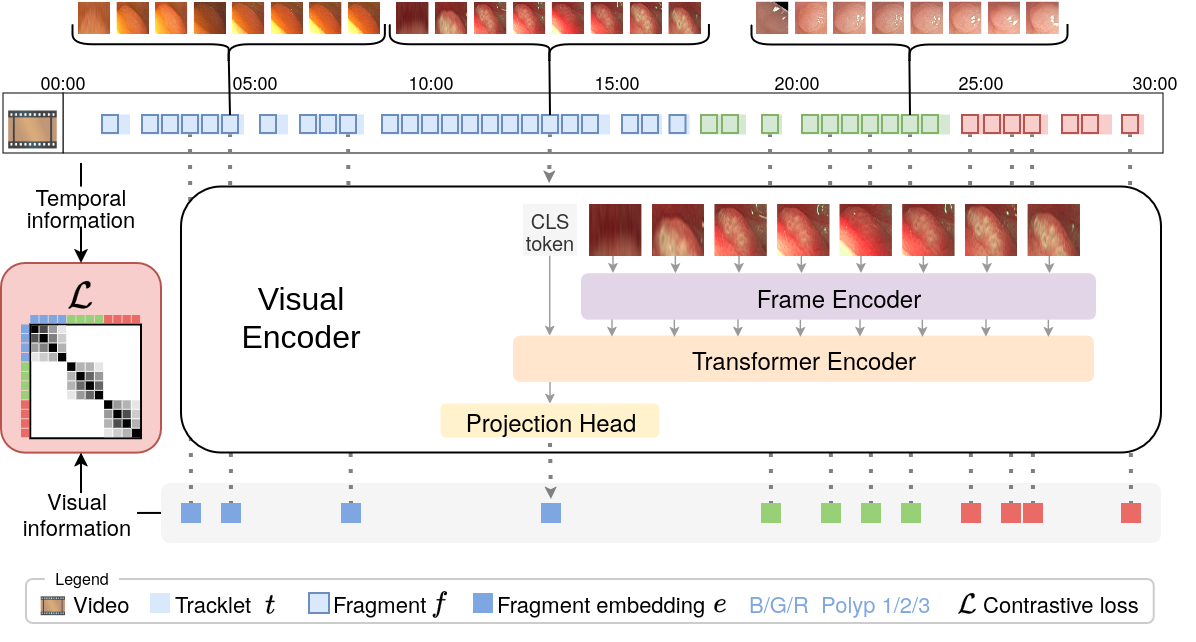 00:00 05:00 10:00 15:00 20:00 25:00 30:00
Temporal
information
CLS
token
Frame Encoder
Visual
Encoder
ℒ
Transformer Encoder
Projection Head
Visual
information
Legend
Video Tracklet t Fragment f Fragment embedding e B/G/R Polyp 1/2/3 ℒ Contrastive loss